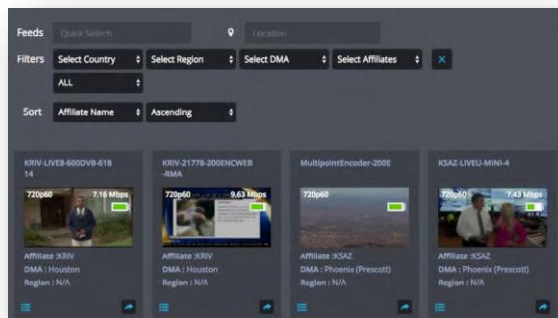 Feeds Quick Search Location
Filters Select Country Select Region Select DMA Select Affiliates X
ALL
Sort Affiliate Name Ascending
KRIV-LIVE8-600DVB-618
14
720p60 7.16 Mbps
Affiliate :KRIV
DMA : Houston
Region : N/A
KRIV-21778-200ENCWEB
-RMA
720p60 9.63 Mbps
Affiliate :KRIV
DMA : Houston
Region : N/A
MultipointEncoder-200E
720p60
Affiliate :KSAZ
DMA : Phoenix (Prescott)
Region : N/A
KSAZ-LIVEU-MINI-4
720p60 7.43 Mbps
Affiliate :KSAZ
DMA : Phoenix (Prescott)
Region : N/A